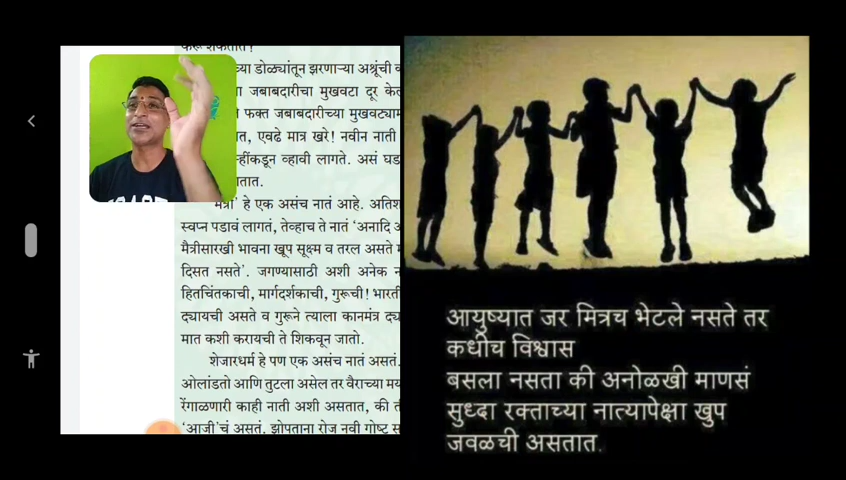 करू शकतात!
च्या डोळ्यांतून झरणाऱ्या अश्रूंची
जबाबदारीचा मुखवटा दूर
फक्त जबाबदारीच्या
एवढे मात्र खरे! नवीन नाती
व्हावी लागते. असं घड
हे एक असंच नातं आहे.
स्वप्न पडावं लागतं, तेव्हाच ते नातं ‘अनादि
मैत्रीसारखी भावना खूप सूक्ष्म व तरल असते
दिसत नसते’. जगण्यासाठी अशी अनेक
हितचिंतकाची, मार्गदर्शकाची, गुरूची! भारती
द्यायची असते व गुरूने त्याला कानमंत्र द्य
मात कशी करायची ते शिकवून जातो.
शेजारधर्म हे पण एक असंच नातं असतं.
ओलांडतो आणि तुटला असेल तर वैराच्या
रेंगाळणारी काही नाती अशी असतात, की
‘आजी’चं असतं. झोपताना रोज नवी गोष्ट
आयुष्यात जर मित्रच भेटले नसते तर
कधीच विश्वास
बसला नसता की अनोळखी माणसं
सुध्दा रक्ताच्या नात्यापेक्षा खुप
जवळची असतात.